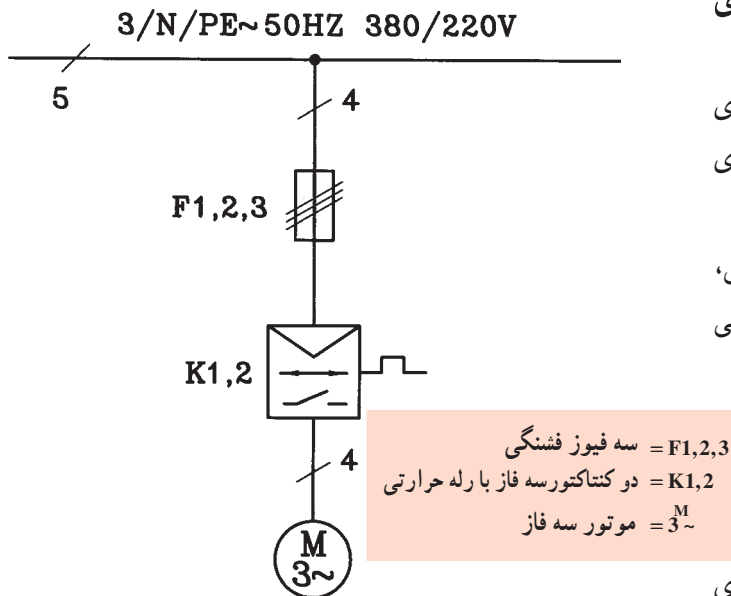 3/N/PE~50HZ 380/220V
5
4
F1,2,3
K1,2
4
M
3~
F1,2,3 = سه فیوز فشنگی
K1,2 = دو کنتاکتورسه فاز با رله حرارتی
M
3~ = موتور سه فاز